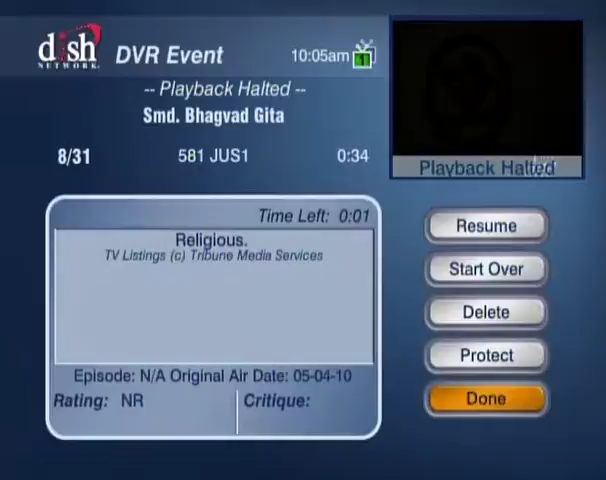 dish
NETWORK.
DVR Event
10:05am
1
-- Playback Halted --
Smd. Bhagvad Gita
8/31 581 JUS1 0:34
Playback Halted
Time Left: 0:01
Religious.
TV Listings (c) Tribune Media Services
Episode: N/A Original Air Date: 05-04-10
Rating: NR Critique:
Resume
Start Over
Delete
Protect
Done